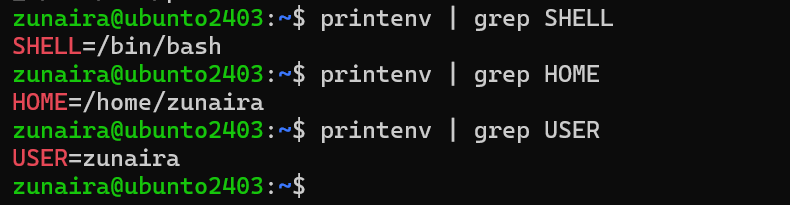 zunaira@ubunto2403:~$ printenv | grep SHELL
SHELL=/bin/bash
zunaira@ubunto2403:~$ printenv | grep HOME
HOME=/home/zunaira
zunaira@ubunto2403:~$ printenv | grep USER
USER=zunaira
zunaira@ubunto2403:~$